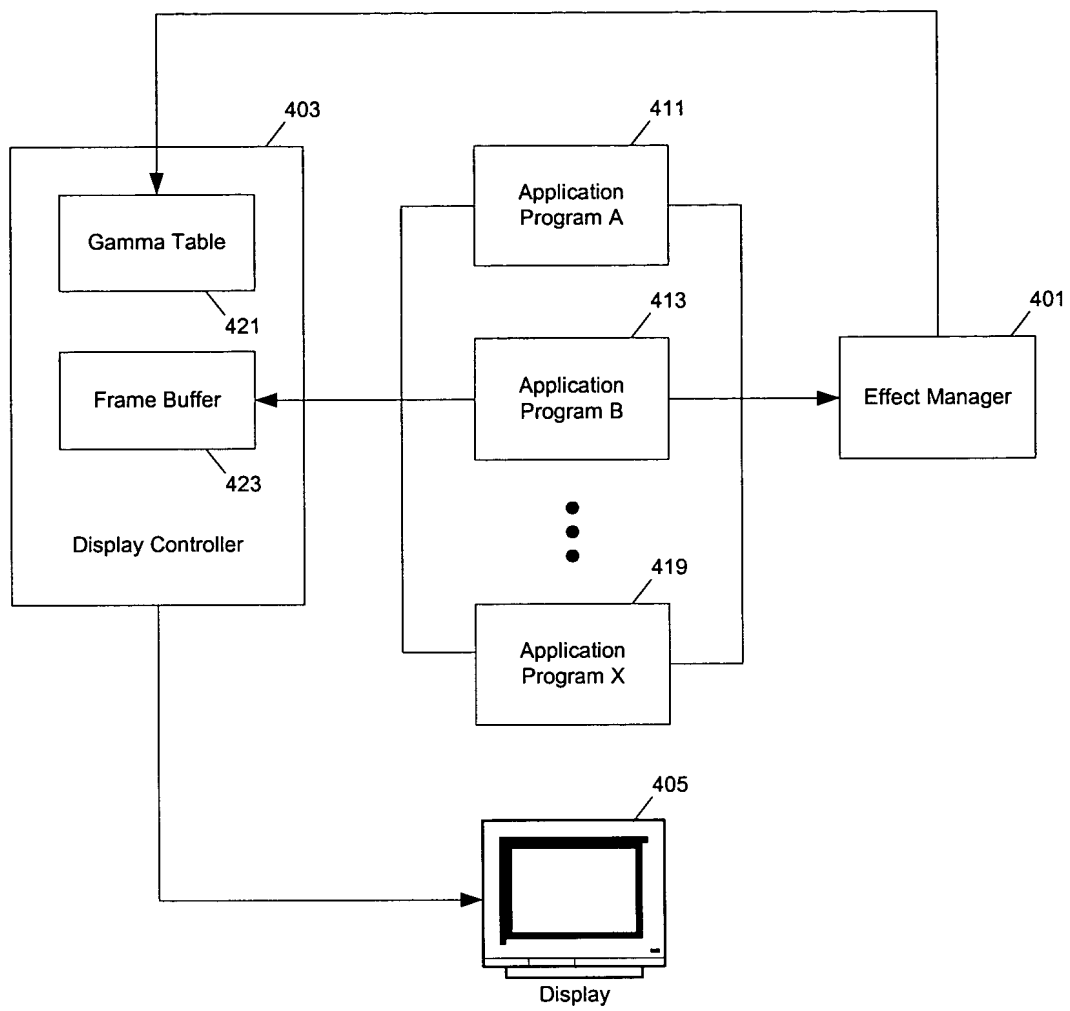 403
411
Application
Program A
Gamma Table
421
413
401
Application
Program B
Frame Buffer
Effect Manager
423
Display Controller
419
Application
Program X
405
Display